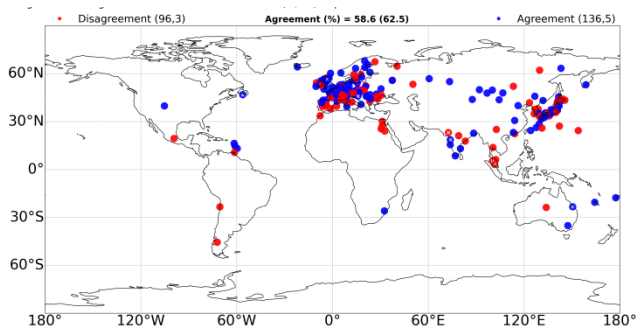 Disagreement (96,3) Agreement (%) = 58.6 (62.5) Agreement (136,5)
60°N
30°N
0°
30°S
60°S
180° 120°W 60°W 0° 60°E 120°E 180°